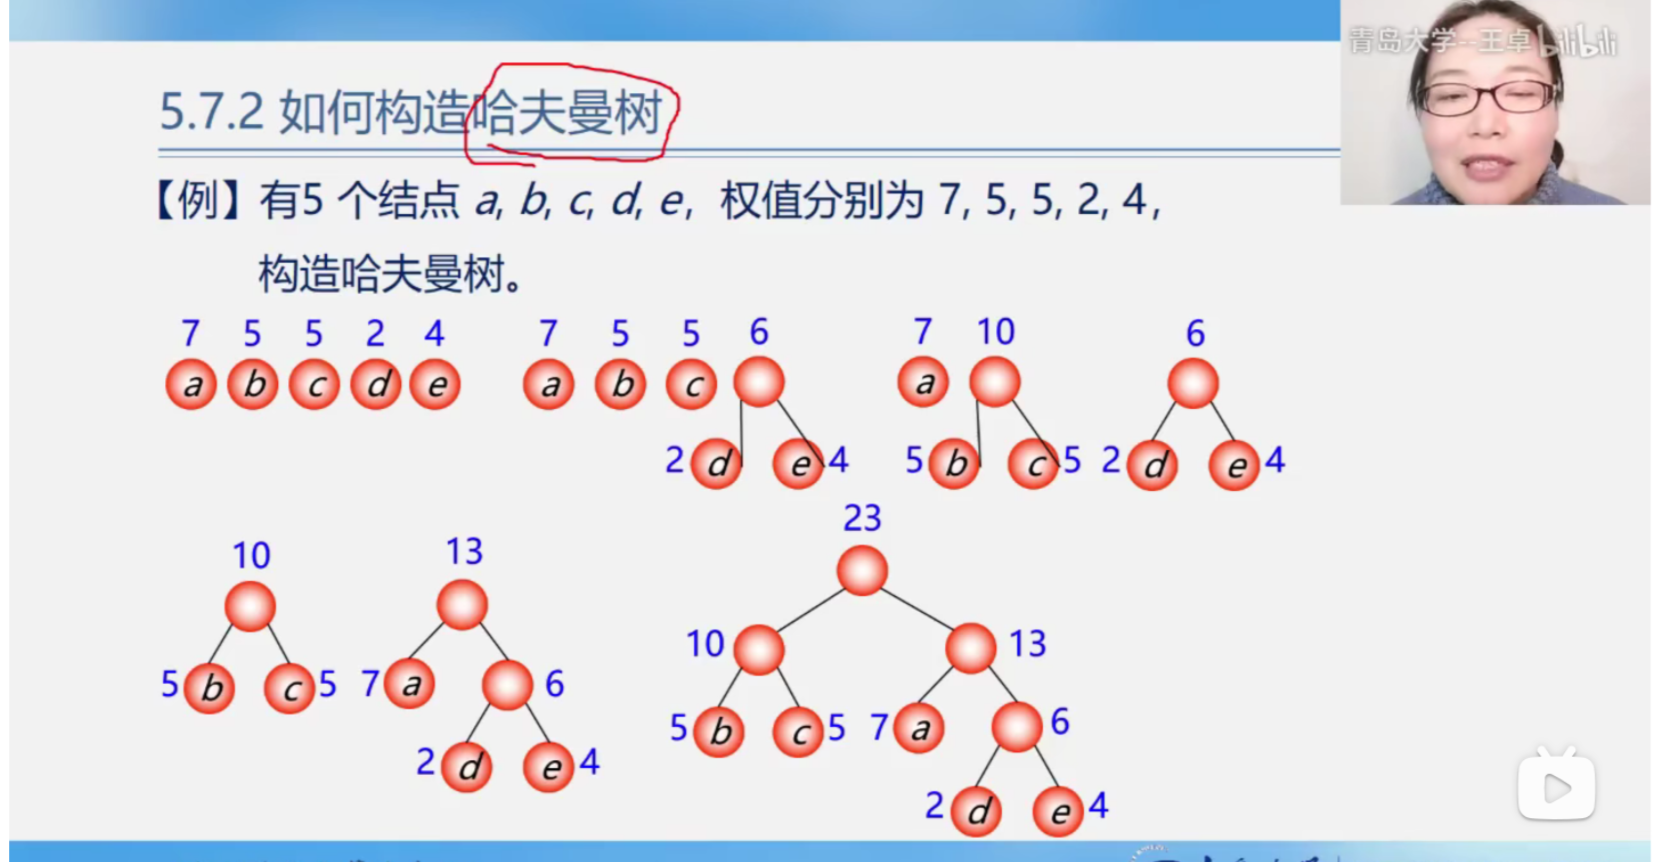 青岛大学--王卓 bilibili
5.7.2 如何构造哈夫曼树
【例】有5 个结点 a, b, c, d, e, 权值分别为 7, 5, 5, 2, 4,
构造哈夫曼树。
7 5 5 2 4 7 5 5 6 7 10 6
a b c d e a b c a
2 d e 4 5 b c 5 2 d e 4
23
10 13
10 13
5 b c 5 7 a 6
5 b c 5 7 a 6
2 d e 4
2 d e 4